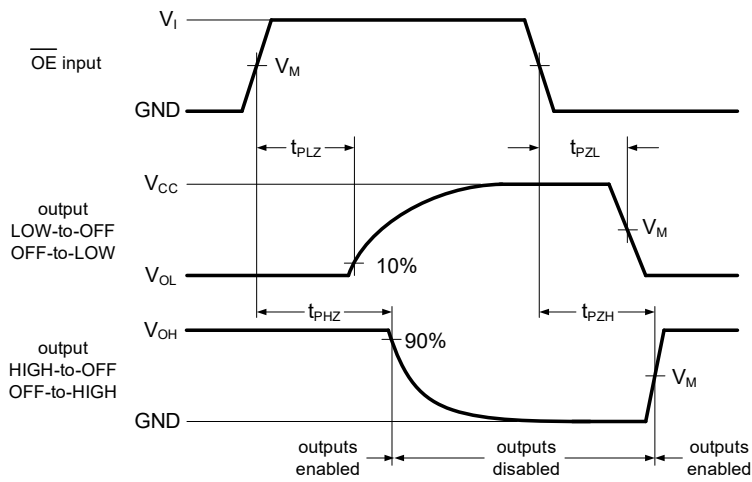 V_I
OE input
V_M
GND
t_PLZ
t_PZL
V_CC
output
LOW-to-OFF
OFF-to-LOW
V_M
10%
V_OL
t_PHZ
t_PZH
V_OH
90%
output
HIGH-to-OFF
OFF-to-HIGH
V_M
GND
outputs
enabled
outputs
disabled
outputs
enabled